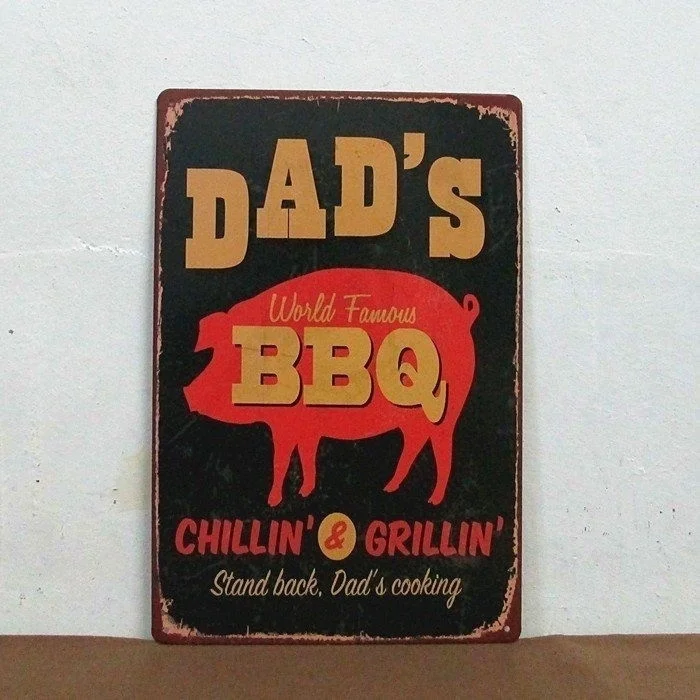 DAD'S
World Famous
BBQ
CHILLIN' & GRILLIN'
Stand back, Dad's cooking